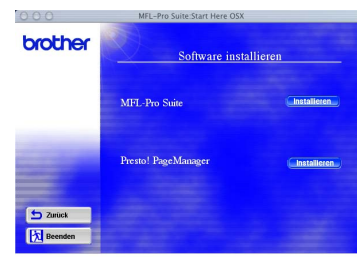 MFL-Pro Suite:Start Here OSX
brother
Software installieren
MFL-Pro Suite
Installieren
Presto! PageManager
Installieren
Zurück
Beenden